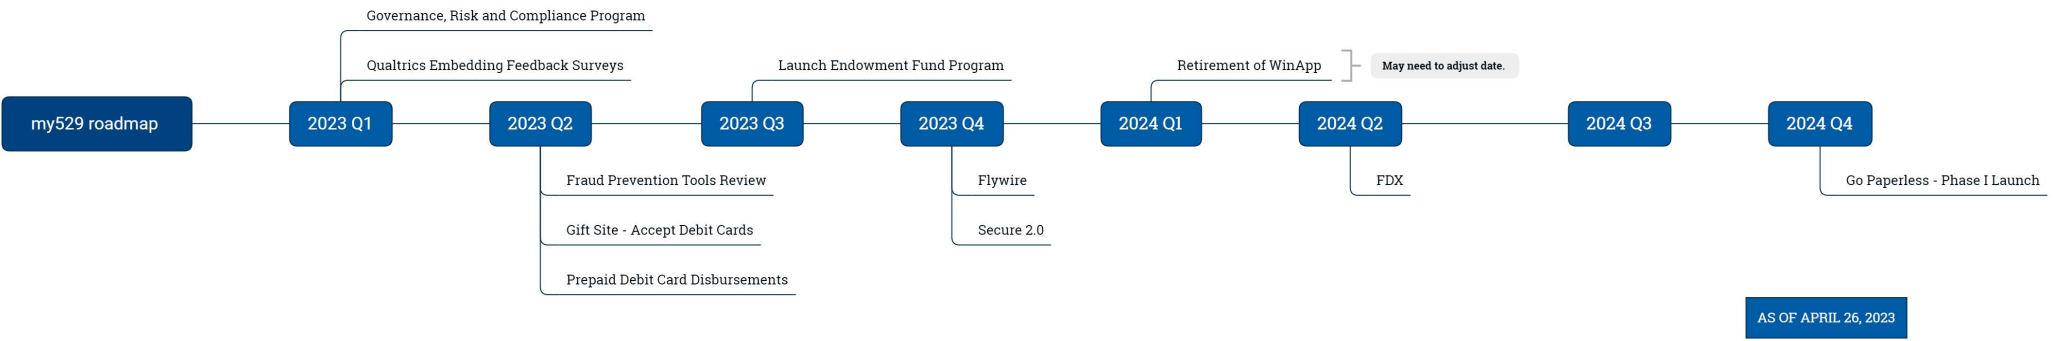 Governance, Risk and Compliance Program
Qualtrics Embedding Feedback Surveys
Launch Endowment Fund Program
Retirement of WinApp
May need to adjust date.
my529 roadmap
2023 Q1
2023 Q2
2023 Q3
2023 Q4
2024 Q1
2024 Q2
2024 Q3
2024 Q4
Fraud Prevention Tools Review
Gift Site - Accept Debit Cards
Prepaid Debit Card Disbursements
Flywire
Secure 2.0
FDX
Go Paperless - Phase I Launch
AS OF APRIL 26, 2023